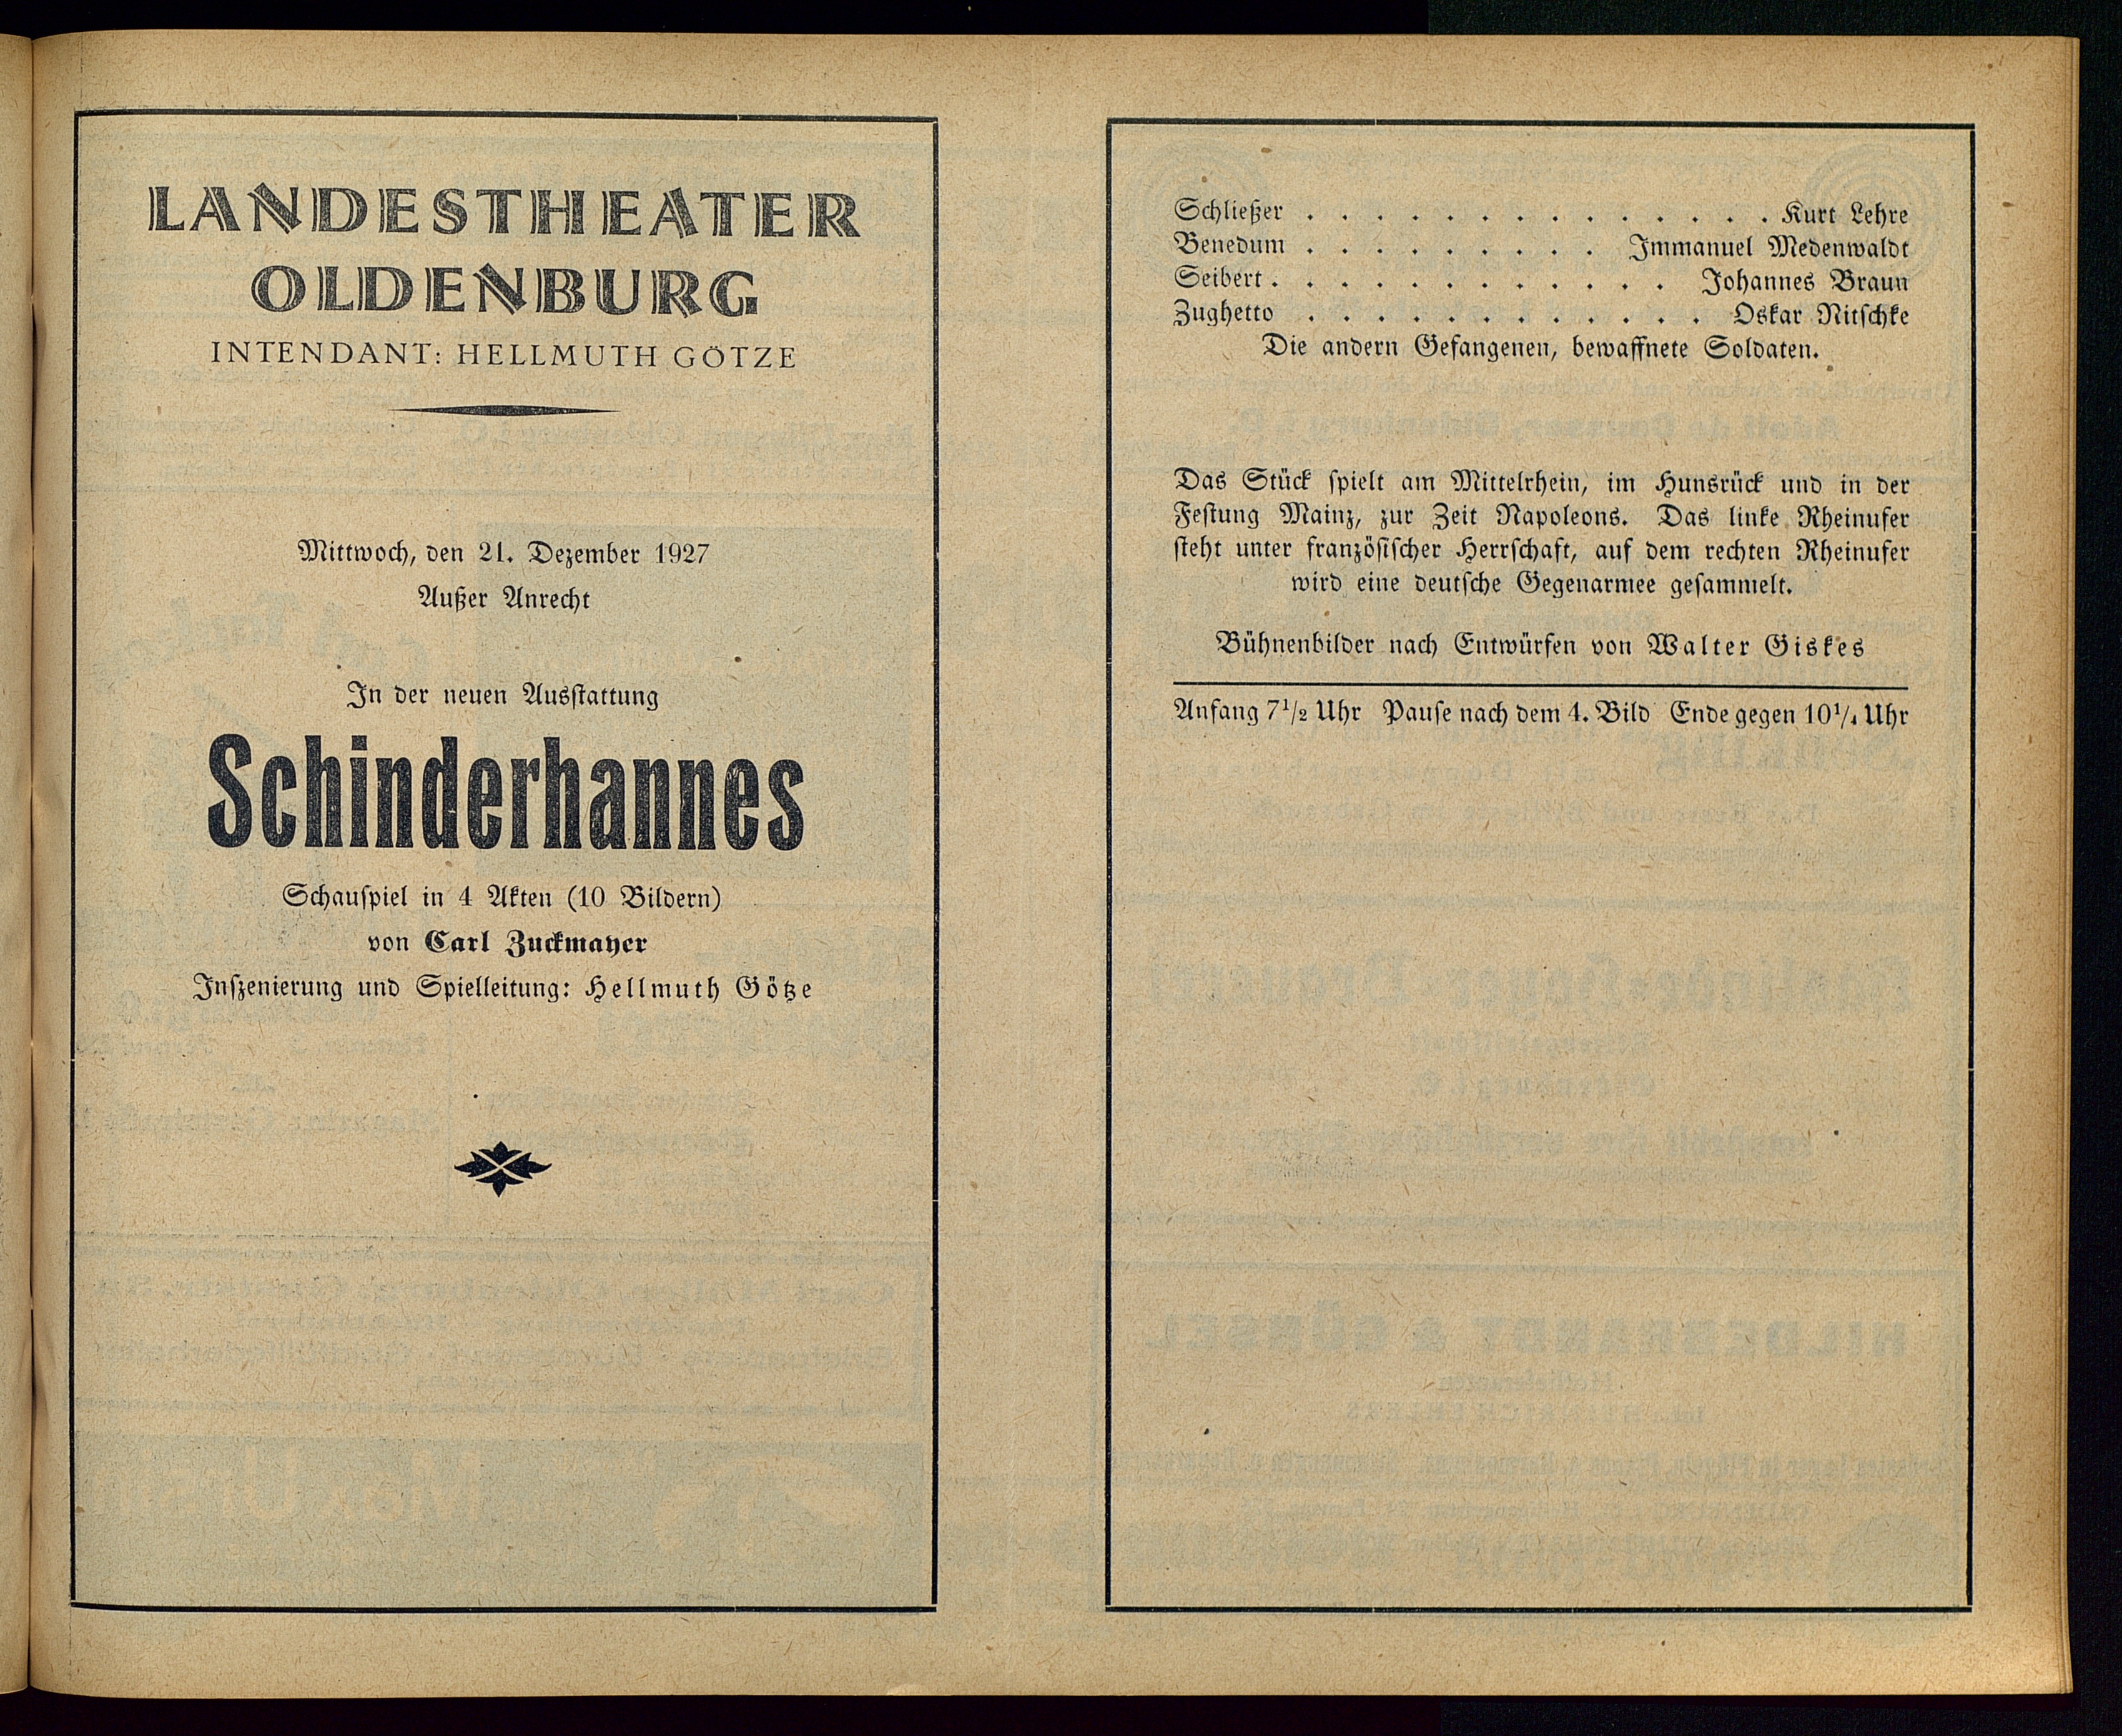 LANDESTHEATER
OLDENBURG
INTENDANT: HELLMUTH GÖTZE
Mittwoch, den 21. Dezember 1927
Außer Anrecht
In der neuen Ausstattung
Schinderhannes
Schauspiel in 4 Akten (10 Bildern)
von Carl Zuckmayer
Inszenierung und Spielleitung: Hellmuth Götze
Schließer . . . . . . . . . . . . . . Kurt Lehre
Benedum . . . . . . . . . Immanuel Medenwaldt
Seibert . . . . . . . . . . . . Johannes Braun
Zughetto . . . . . . . . . . . . Oskar Nitschke
Die andern Gefangenen, bewaffnete Soldaten.
Das Stück spielt am Mittelrhein, im Hunsrück und in der
Festung Mainz, zur Zeit Napoleons. Das linke Rheinufer
steht unter französischer Herrschaft, auf dem rechten Rheinufer
wird eine deutsche Gegenarmee gesammelt.
Bühnenbilder nach Entwürfen von Walter Giskes
Anfang 7½ Uhr Pause nach dem 4. Bild Ende gegen 10¼ Uhr